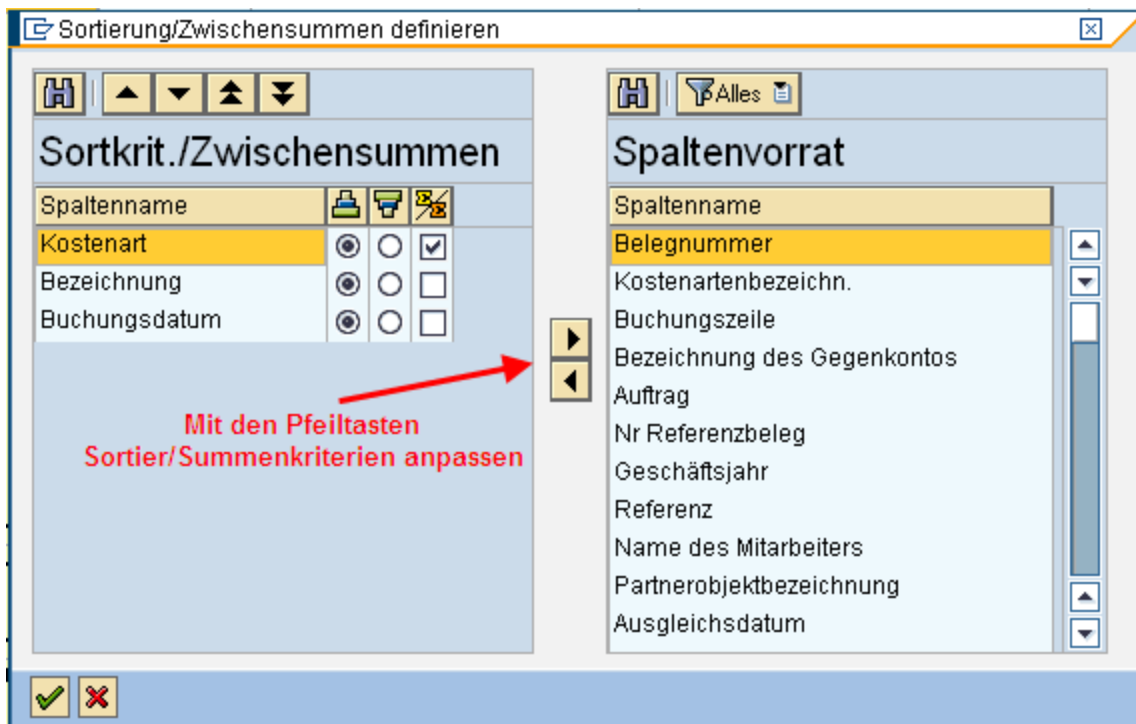 Sortierung/Zwischensummen definieren
Alles
Sortkrit./Zwischensummen
Spaltenname
Kostenart
Bezeichnung
Buchungsdatum
Mit den Pfeiltasten
Sortier/Summenkriterien anpassen
Spaltenvorrat
Spaltenname
Belegnummer
Kostenartenbezeichn.
Buchungszeile
Bezeichnung des Gegenkontos
Auftrag
Nr Referenzbeleg
Geschäftsjahr
Referenz
Name des Mitarbeiters
Partnerobjektbezeichnung
Ausgleichsdatum